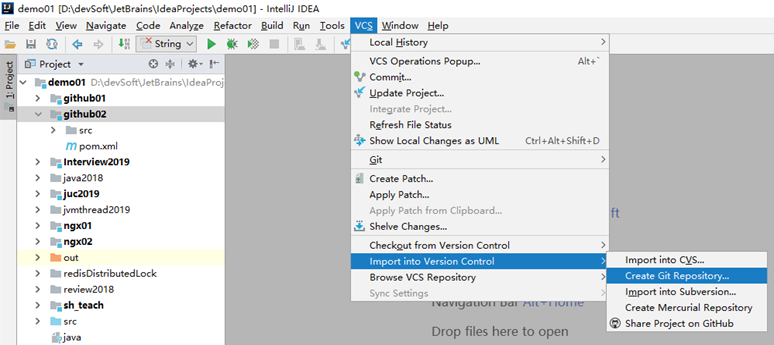 demo01 [D:\devSoft\JetBrains\IdeaProjects\demo01] - IntelliJ IDEA
File Edit View Navigate Code Analyze Refactor Build Run Tools VCS Window Help
String
Project
1: Project
demo01 D:\devSoft\JetBrains\IdeaProj
github01
github02
src
pom.xml
Interview2019
java2018
juc2019
jvmthread2019
ngx01
ngx02
out
redisDistributedLock
review2018
sh_teach
src
java
Local History
VCS Operations Popup... Alt+`
Commit...
Update Project...
Integrate Project...
Refresh File Status
Show Local Changes as UML Ctrl+Alt+Shift+D
Git
Create Patch...
Apply Patch...
Apply Patch from Clipboard...
Shelve Changes...
Checkout from Version Control
Import into Version Control
Browse VCS Repository
Sync Settings
Import into CVS...
Create Git Repository...
Import into Subversion...
Create Mercurial Repository
Share Project on GitHub
ft
Navigation Bar Alt+Home
Drop files here to open